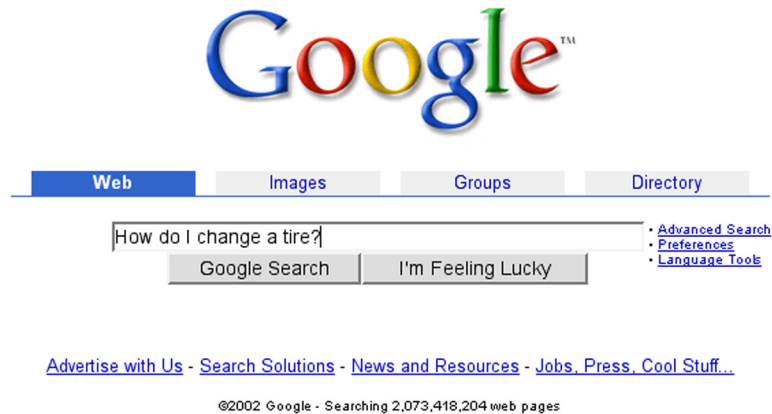 Google™
Web Images Groups Directory
How do I change a tire?
• Advanced Search
• Preferences
• Language Tools
Google Search I'm Feeling Lucky
Advertise with Us - Search Solutions - News and Resources - Jobs, Press, Cool Stuff...
©2002 Google - Searching 2,073,418,204 web pages